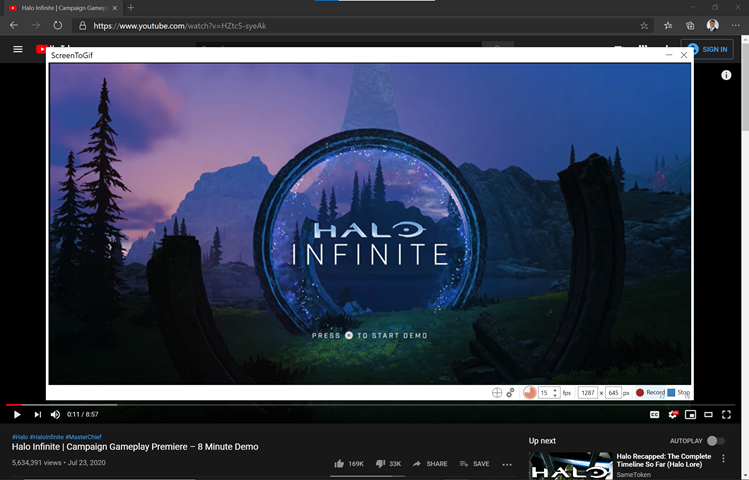 Halo Infinite | Campaign Gamepl
https://www.youtube.com/watch?v=HZtc5-syeAk
SIGN IN
ScreenToGif
HALO
INFINITE
PRESS TO START DEMO
15 fps 1287 x 645 px Record Stop
0:11 / 8:57
#Halo #HaloInfinite #MasterChief
Halo Infinite | Campaign Gameplay Premiere – 8 Minute Demo
5,634,391 views • Jul 23, 2020
169K 33K SHARE SAVE
Up next
AUTOPLAY
HALO
Halo Recapped: The Complete
Timeline So Far (Halo Lore)
SameToken